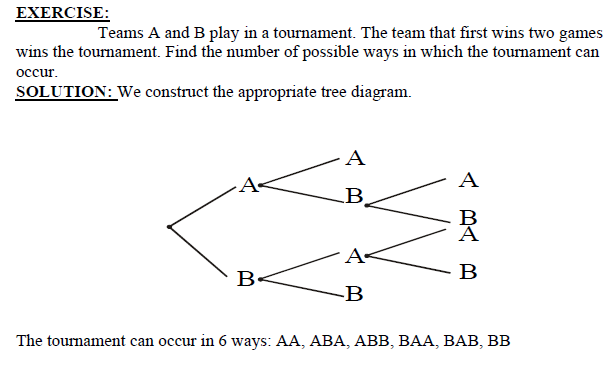 EXERCISE:
Teams A and B play in a tournament. The team that first wins two games
wins the tournament. Find the number of possible ways in which the tournament can
occur.
SOLUTION: We construct the appropriate tree diagram.
A
A
A
B
B
A
A
B
B
B
The tournament can occur in 6 ways: AA, ABA, ABB, BAA, BAB, BB